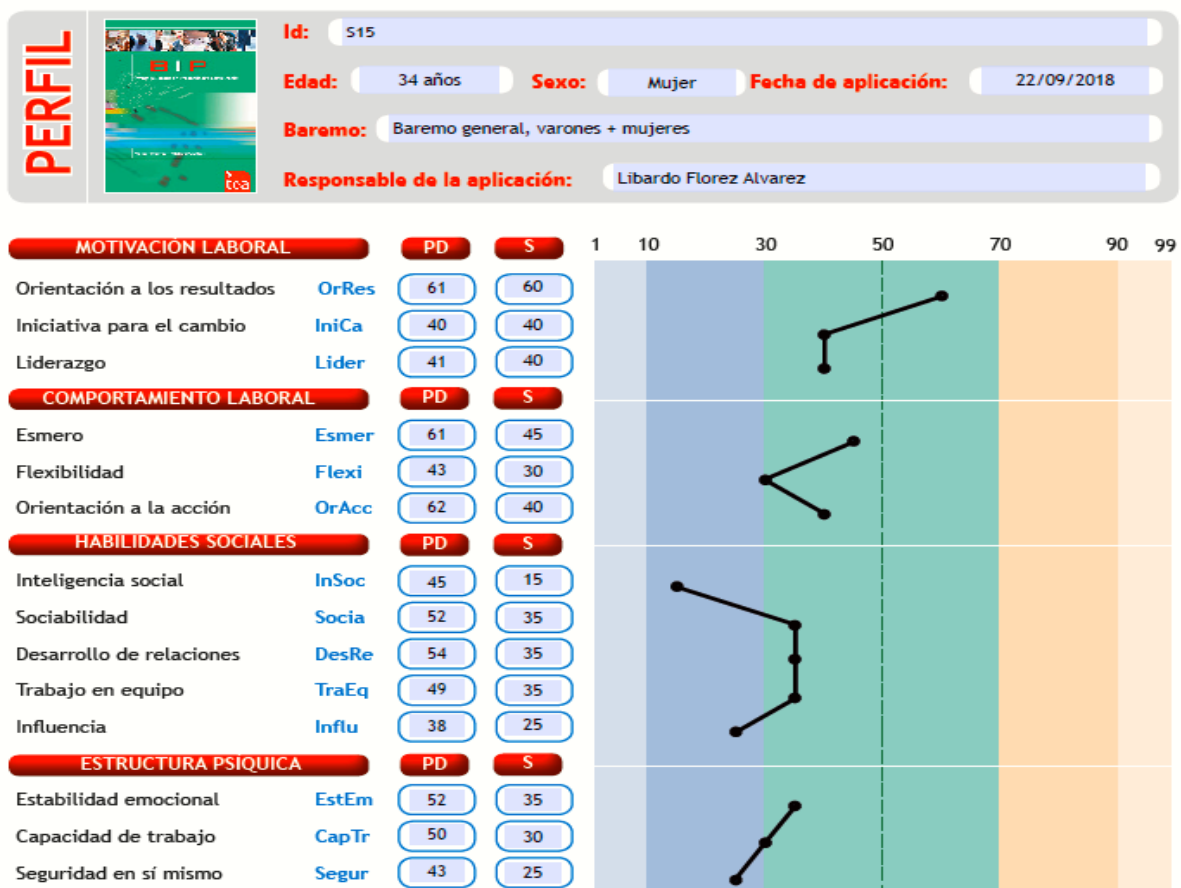 PERFIL
BIP
tea
Id: S15
Edad: 34 años Sexo: Mujer Fecha de aplicación: 22/09/2018
Baremo: Baremo general, varones + mujeres
Responsable de la aplicación: Libardo Florez Alvarez
MOTIVACIÓN LABORAL PD S 1 10 30 50 70 90 99
Orientación a los resultados OrRes 61 60
Iniciativa para el cambio IniCa 40 40
Liderazgo Lider 41 40
COMPORTAMIENTO LABORAL PD S
Esmero Esmer 61 45
Flexibilidad Flexi 43 30
Orientación a la acción OrAcc 62 40
HABILIDADES SOCIALES PD S
Inteligencia social InSoc 45 15
Sociabilidad Socia 52 35
Desarrollo de relaciones DesRe 54 35
Trabajo en equipo TraEq 49 35
Influencia Influ 38 25
ESTRUCTURA PSÍQUICA PD S
Estabilidad emocional EstEm 52 35
Capacidad de trabajo CapTr 50 30
Seguridad en sí mismo Segur 43 25